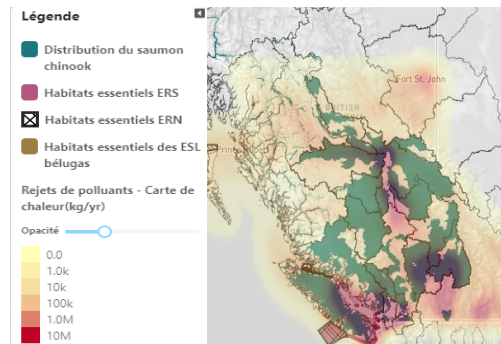 Légende
Distribution du saumon
chinook
Habitats essentiels ERS
Habitats essentiels ERN
Habitats essentiels des ESL
bélugas
Rejets de polluants - Carte de
chaleur(kg/yr)
Opacité
0.0
1.0k
10k
100k
1.0M
10M
Fort St. John
BRITISH